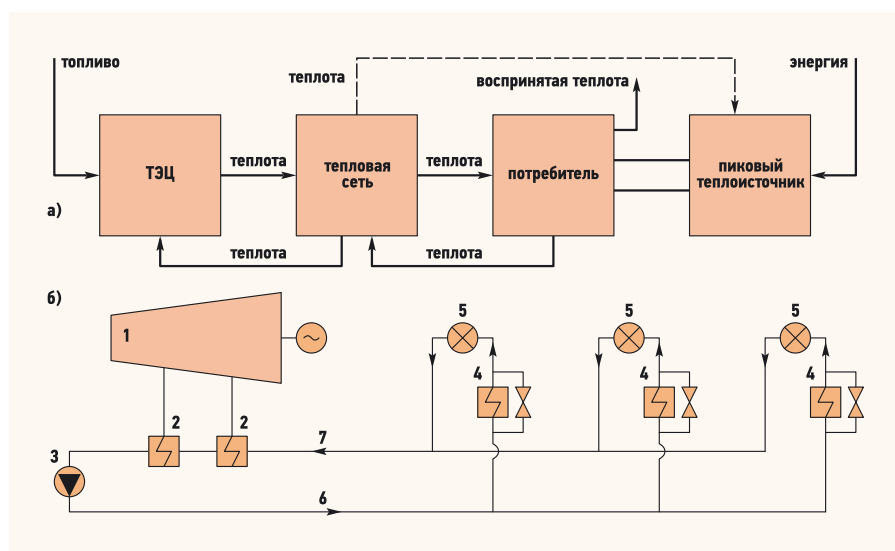 топливо
теплота
воспринятая теплота
энергия
ТЭЦ
теплота
тепловая
сеть
теплота
потребитель
пиковый
теплоисточник
а)
теплота
теплота
б)
1
5
5
5
4
4
4
2
2
7
3
6